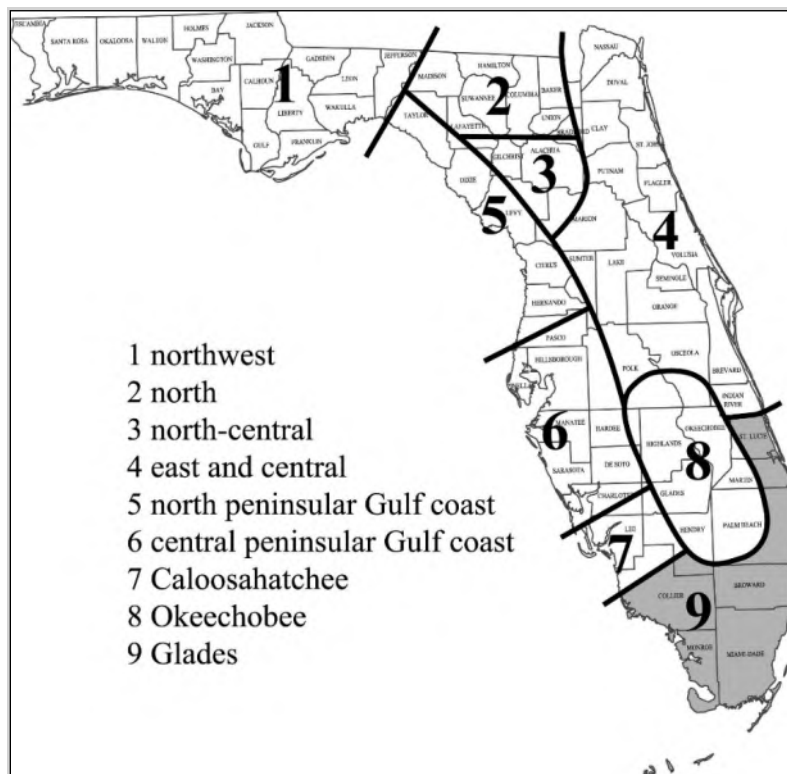 JACKSON
HOLMES
ESCAMBIA
SANTA ROSA
OKALOOSA
WALTON
WASHINGTON
GADSDEN
JEFFERSON
HAMILTON
NASSAU
MADISON
BAY
CALHOUN
1
LEON
2
BAKER
DUVAL
LIBERTY
WAKULLA
TAYLOR
SUWANNEE
COLUMBIA
LAFAYETTE
UNION
BRADFORD
CLAY
GULF
FRANKLIN
GILCHRIST
ALACHUA
3
DIXIE
PUTNAM
FLAGLER
5
LEVY
MARION
4
VOLUSIA
CITRUS
SUMTER
LAKE
SEMINOLE
HERNANDO
ORANGE
PASCO
HILLSBOROUGH
POLK
OSCEOLA
BREVARD
INDIAN
RIVER
6
MANATEE
HARDEE
HIGHLANDS
OKEECHOBEE
ST. LUCIE
8
SARASOTA
DE SOTO
MARTIN
CHARLOTTE
GLADES
LEE
7
HENDRY
PALM BEACH
COLLIER
9
BROWARD
MONROE
MIAMI-DADE
1 northwest
2 north
3 north-central
4 east and central
5 north peninsular Gulf coast
6 central peninsular Gulf coast
7 Caloosahatchee
8 Okeechobee
9 Glades